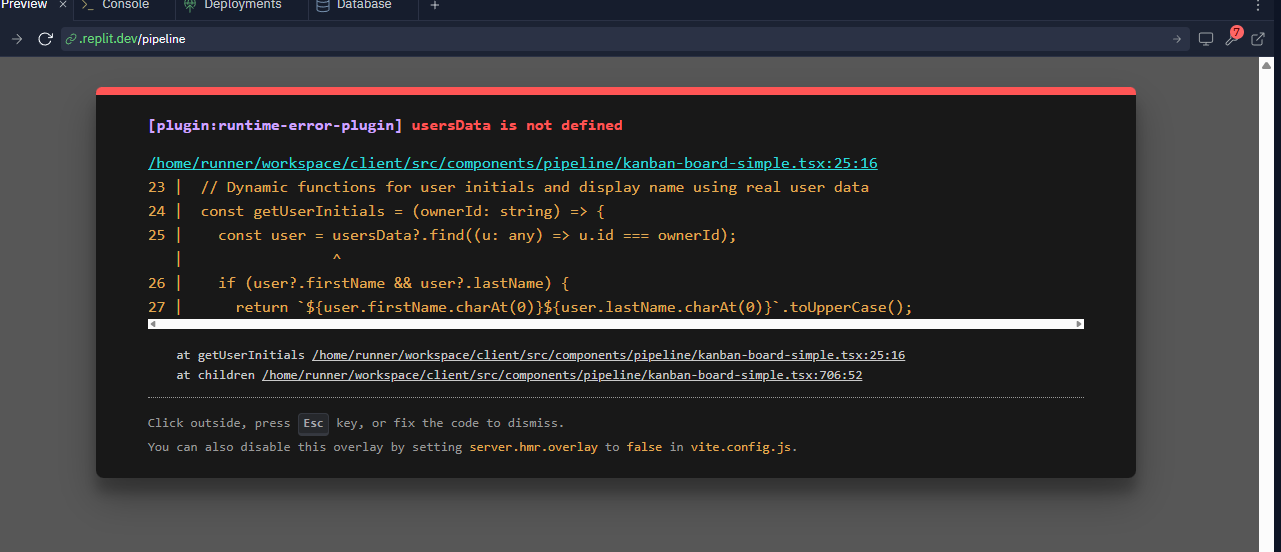 Preview × >_ Console Deployments Database +
.replit.dev/pipeline
7
[plugin:runtime-error-plugin] usersData is not defined
/home/runner/workspace/client/src/components/pipeline/kanban-board-simple.tsx:25:16
23 | // Dynamic functions for user initials and display name using real user data
24 | const getUserInitials = (ownerId: string) => {
25 | const user = usersData?.find((u: any) => u.id === ownerId);
| ^
26 | if (user?.firstName && user?.lastName) {
27 | return `${user.firstName.charAt(0)}${user.lastName.charAt(0)}`.toUpperCase();
at getUserInitials /home/runner/workspace/client/src/components/pipeline/kanban-board-simple.tsx:25:16
at children /home/runner/workspace/client/src/components/pipeline/kanban-board-simple.tsx:706:52
Click outside, press Esc key, or fix the code to dismiss.
You can also disable this overlay by setting server.hmr.overlay to false in vite.config.js.